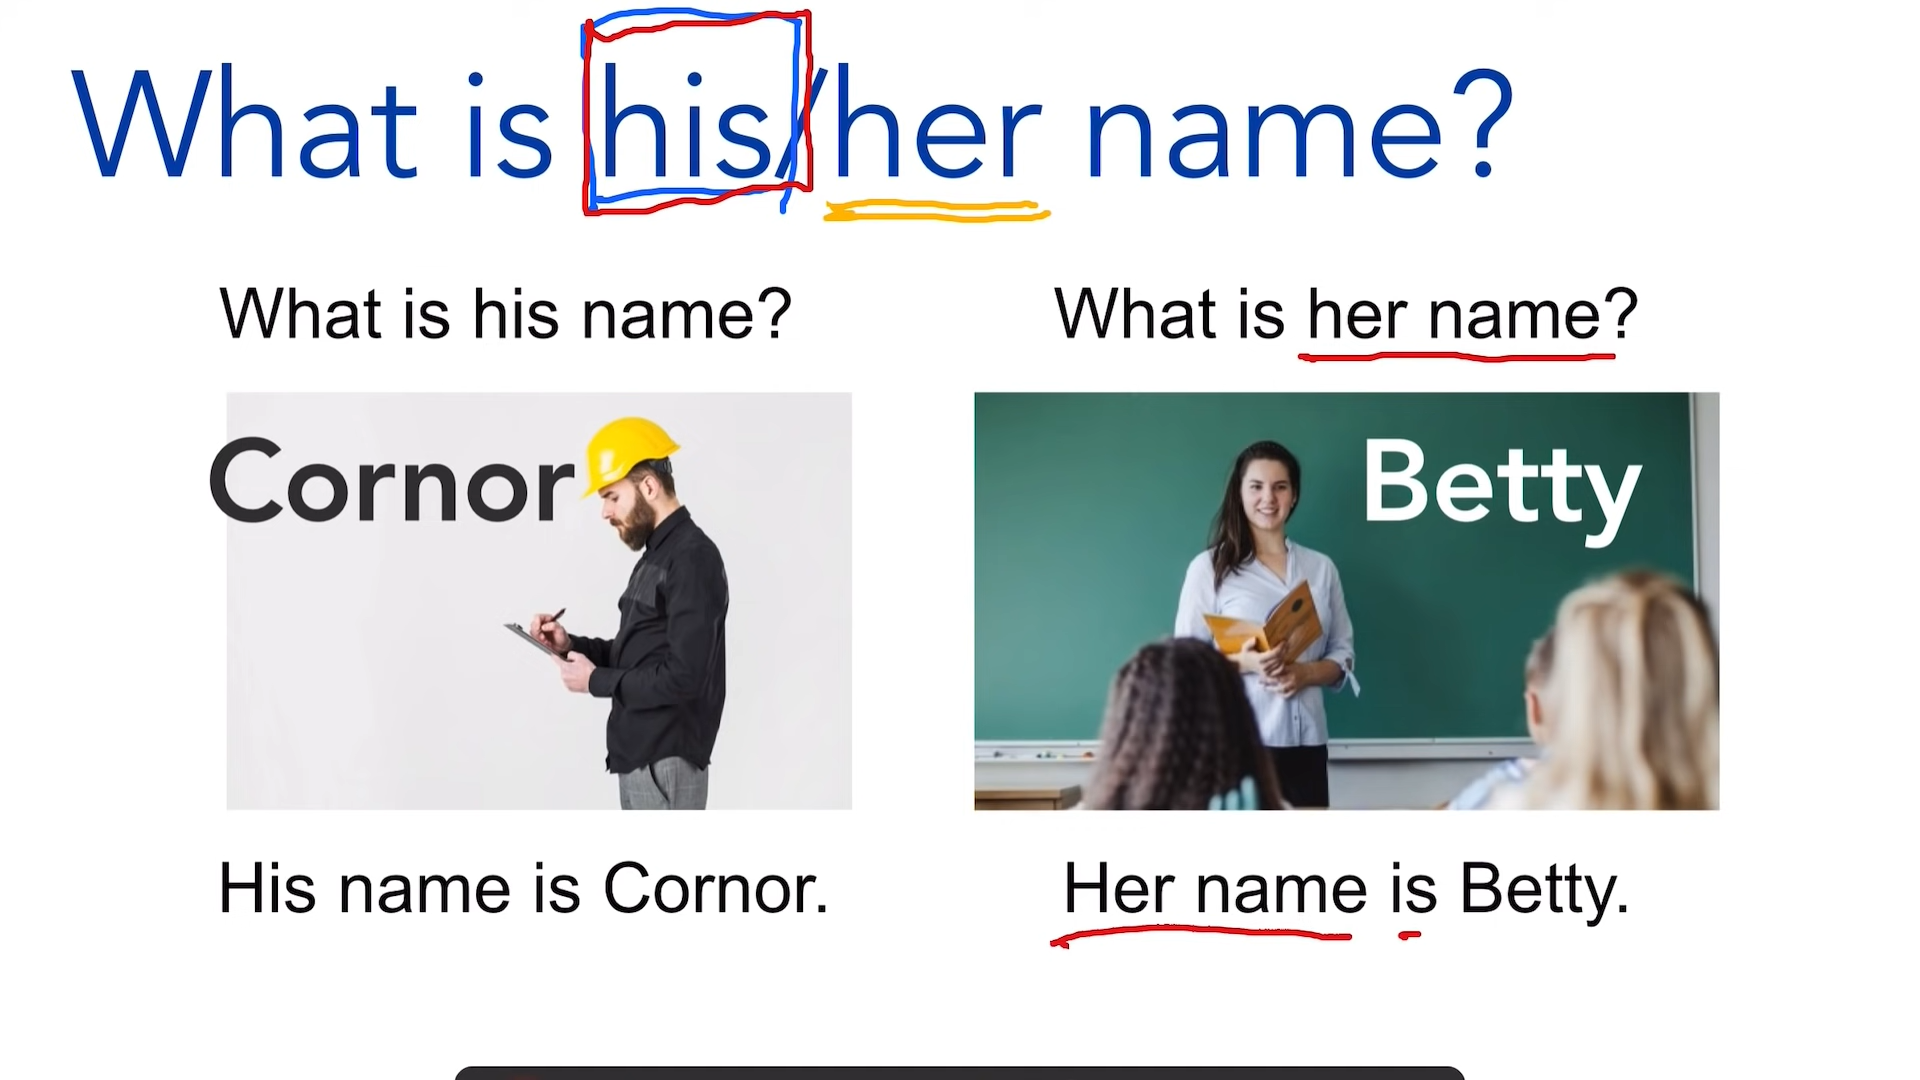 What is his/her name?
What is his name?
What is her name?
Cornor
Betty
His name is Cornor.
Her name is Betty.